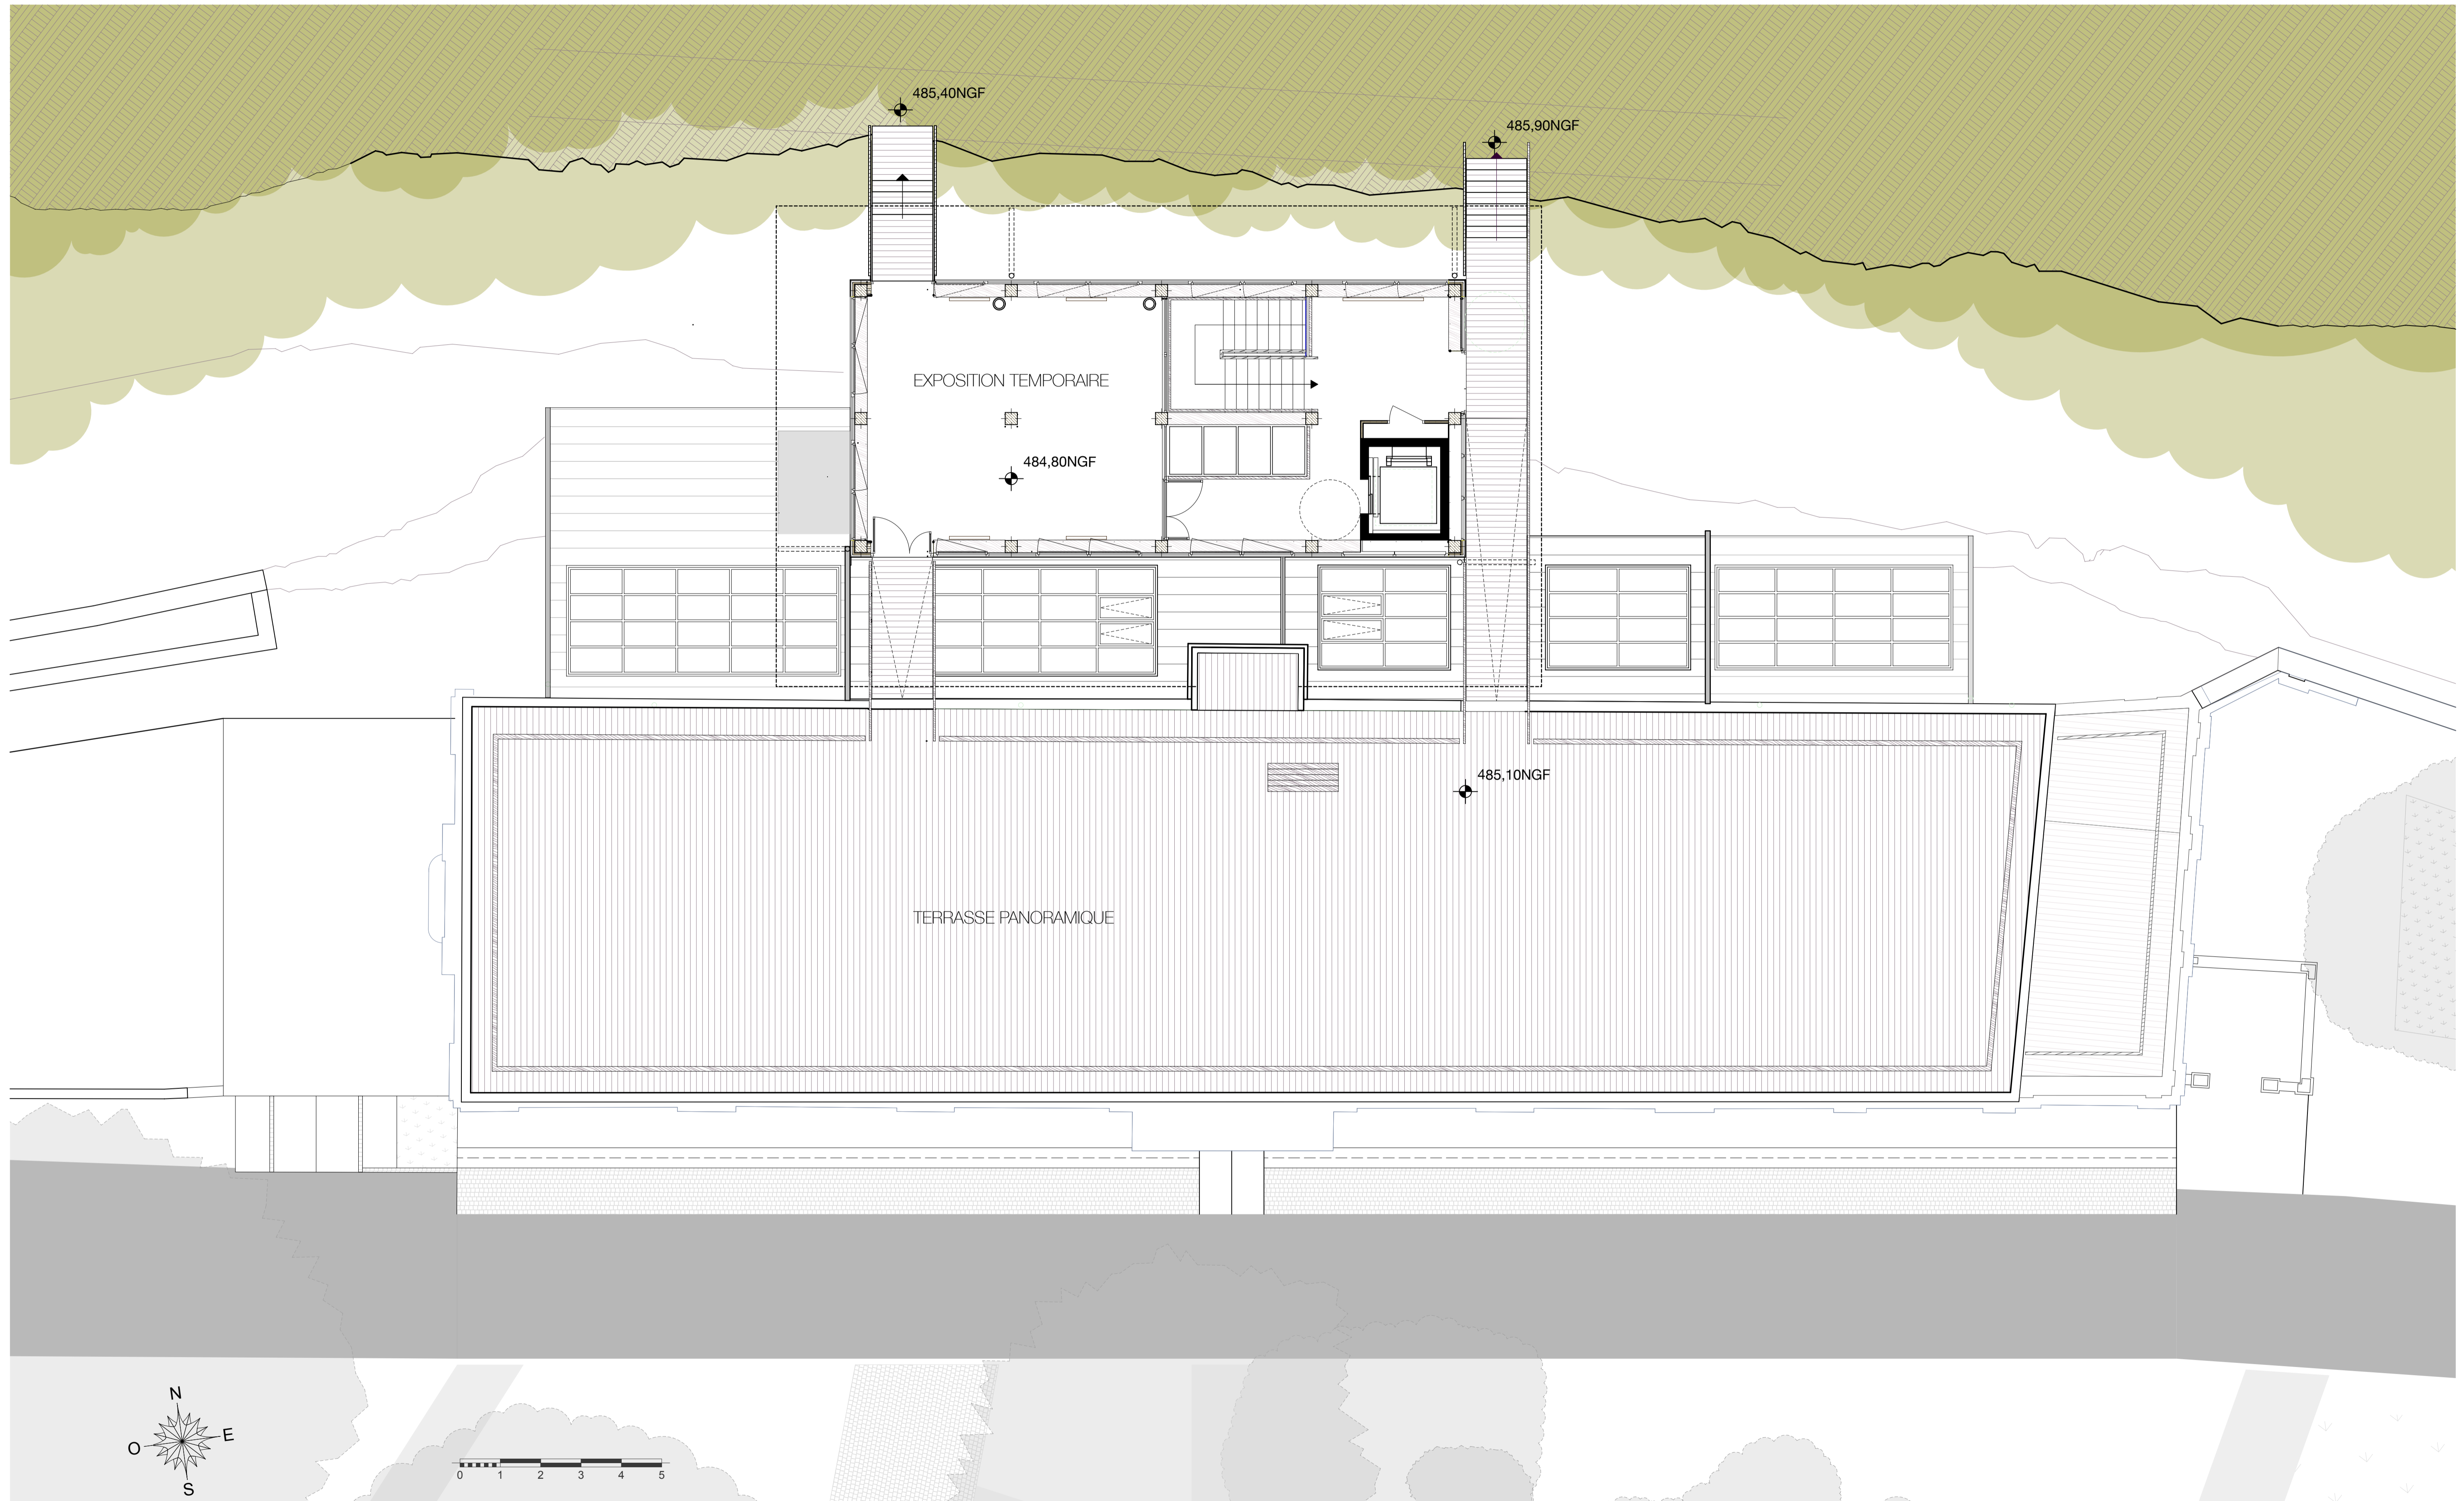 485,40NGF
485,90NGF
EXPOSITION TEMPORAIRE
484,80NGF
485,10NGF
TERRASSE PANORAMIQUE
N
O
E
S
0 1 2 3 4 5